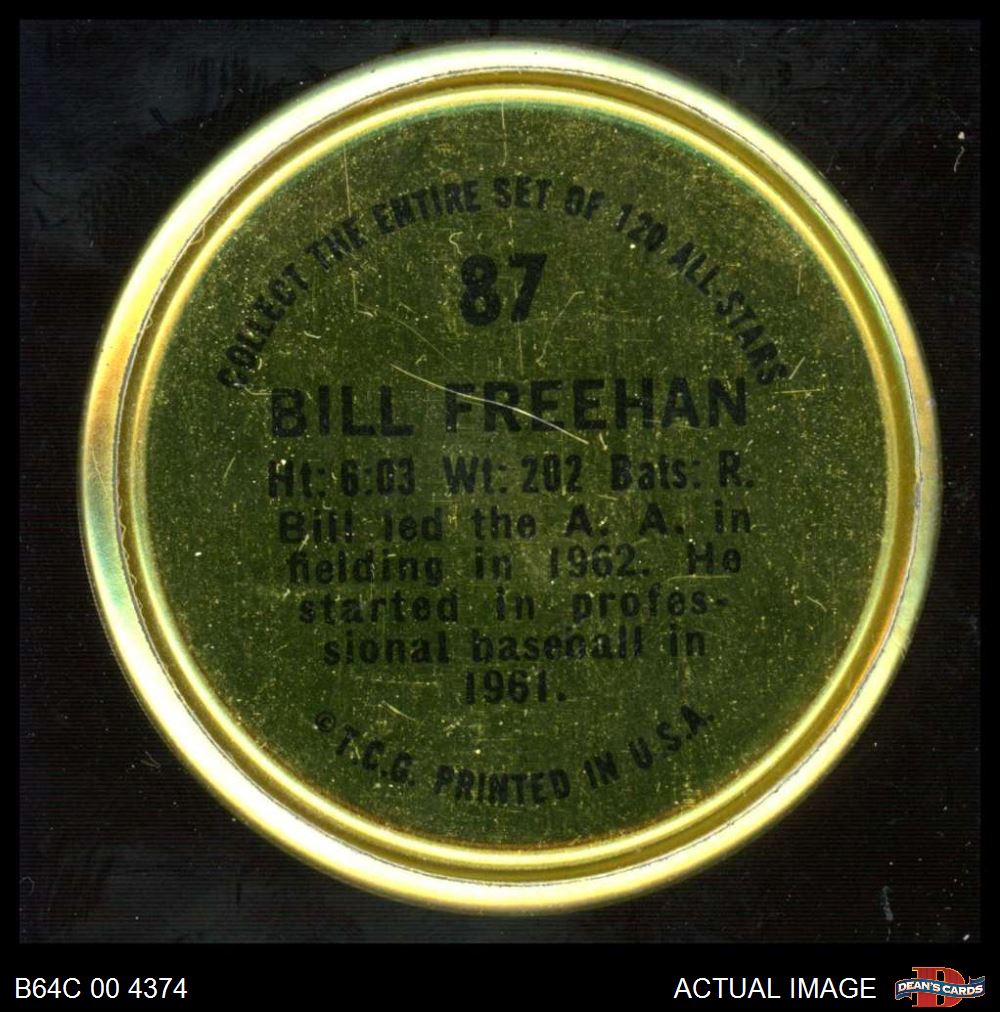 COLLECT THE ENTIRE SET OF 120 ALL-STARS
87
BILL FREEHAN
Ht: 6:03 Wt: 202 Bats: R.
Bill led the A. A. in
fielding in 1962. He
started in profes-
sional baseball in
1961.
©T.C.G. PRINTED IN U.S.A.
B64C 00 4374
ACTUAL IMAGE
DEAN'S CARDS